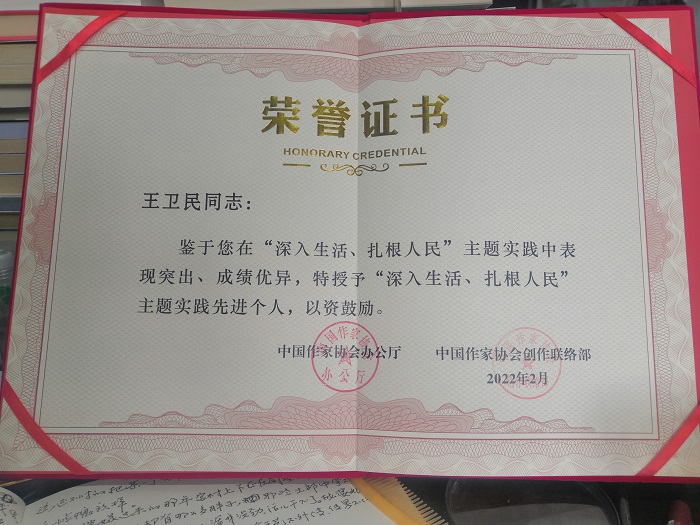 荣誉证书
HONORARY CREDENTIAL
王卫民同志：
鉴于您在“深入生活、扎根人民”主题实践中表
现突出、成绩优异，特授予“深入生活、扎根人民”
主题实践先进个人，以资鼓励。
中国作家协会办公厅 中国作家协会创作联络部
办公厅
2022年2月